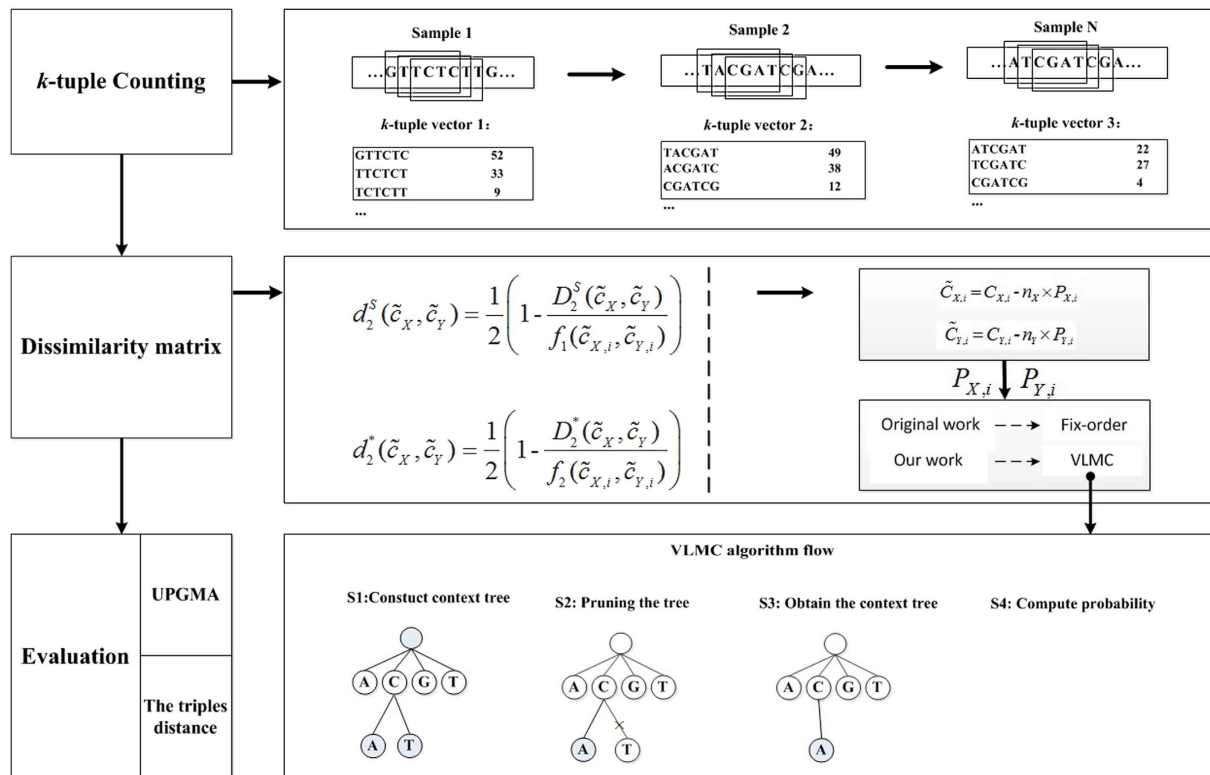 k-tuple Counting
Sample 1
Sample 2
Sample N
...GTTCTCTTG...
...TACGATCGA...
...ATCGATCGA...
k-tuple vector 1:
k-tuple vector 2:
k-tuple vector 3:
GTTCTC 52
TTCTCT 33
TCTCTT 9
...
TACGAT 49
ACGATC 38
CGATCG 12
...
ATCGAT 22
TCGATC 27
CGATCG 4
...
Dissimilarity matrix
d_2^S(c̃_X, c̃_Y) = 1/2 (1 - D_2^S(c̃_X, c̃_Y) / f_1(c̃_{X,i}, c̃_{Y,i}))
d_2^*(c̃_X, c̃_Y) = 1/2 (1 - D_2^*(c̃_X, c̃_Y) / f_2(c̃_{X,i}, c̃_{Y,i}))
C̃_{X,i} = C_{X,i} - n_X × P_{X,i}
C̃_{Y,i} = C_{Y,i} - n_Y × P_{Y,i}
P_{X,i} P_{Y,i}
Original work Fix-order
Our work VLMC
Evaluation
UPGMA
The triples
distance
VLMC algorithm flow
S1:Constuct context tree
S2: Pruning the tree
S3: Obtain the context tree
S4: Compute probability
A C G T
A T
A C G T
×
A T
A C G T
A